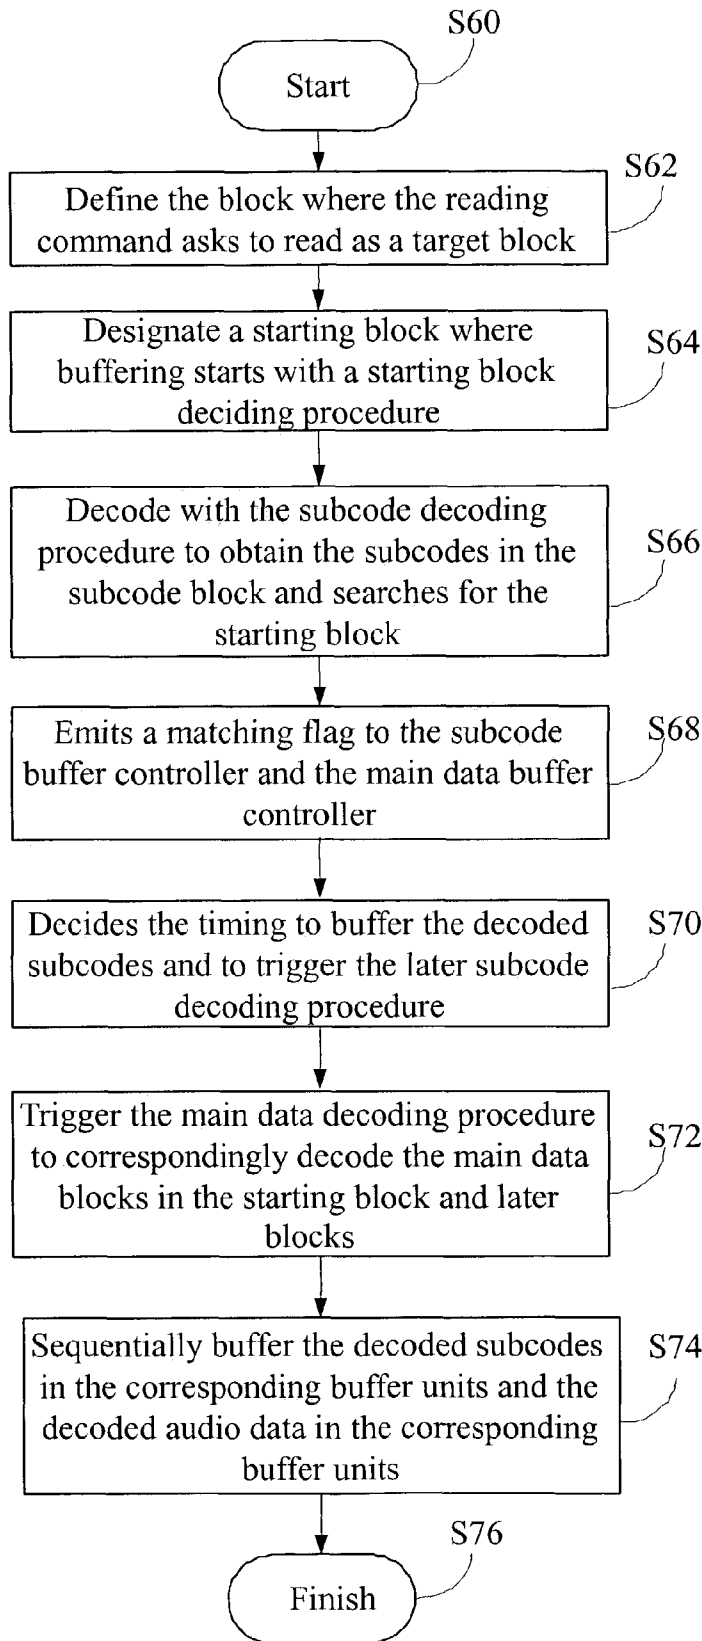 S60
Start
S62
Define the block where the reading
command asks to read as a target block
Designate a starting block where
buffering starts with a starting block
deciding procedure
S64
Decode with the subcode decoding
procedure to obtain the subcodes in the
subcode block and searches for the
starting block
S66
Emits a matching flag to the subcode
buffer controller and the main data buffer
controller
S68
Decides the timing to buffer the decoded
subcodes and to trigger the later subcode
decoding procedure
S70
Trigger the main data decoding procedure
to correspondingly decode the main data
blocks in the starting block and later
blocks
S72
Sequentially buffer the decoded subcodes
in the corresponding buffer units and the
decoded audio data in the corresponding
buffer units
S74
S76
Finish